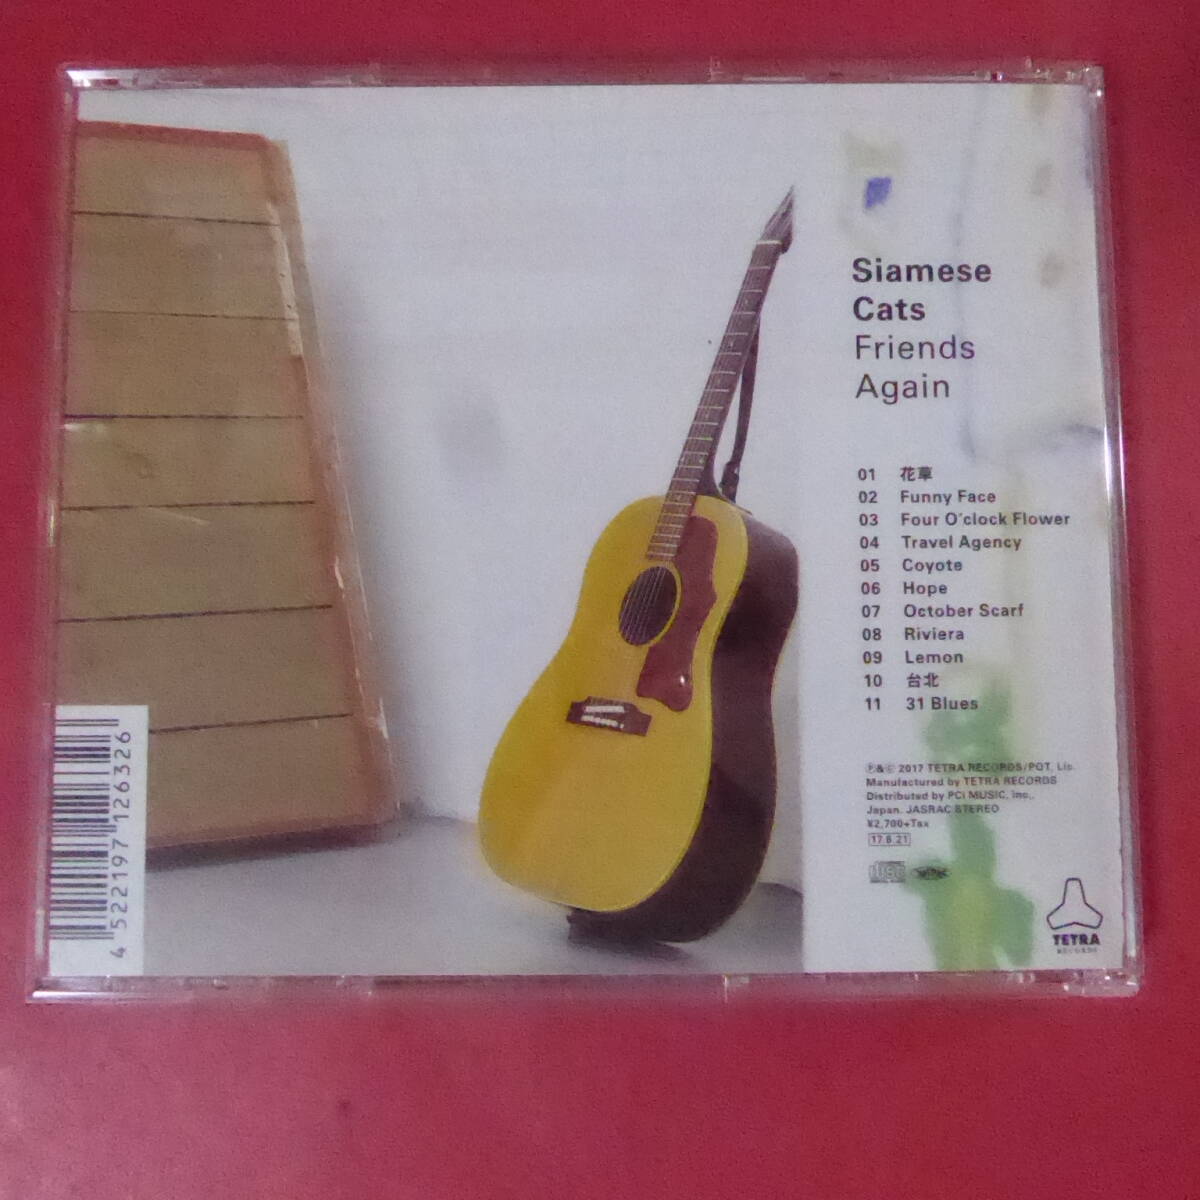 Siamese
Cats
Friends
Again
01 花草
02 Funny Face
03 Four O'clock Flower
04 Travel Agency
05 Coyote
06 Hope
07 October Scarf
08 Riviera
09 Lemon
10 台北
11 31 Blues
℗&© 2017 TETRA RECORDS/POT, Llc.
Manufactured by TETRA RECORDS
Distributed by PCI MUSIC, Inc.,
Japan. JASRAC STEREO
¥2,700+Tax
17.6.21
TETRA
RECORDS
4 522197 126326